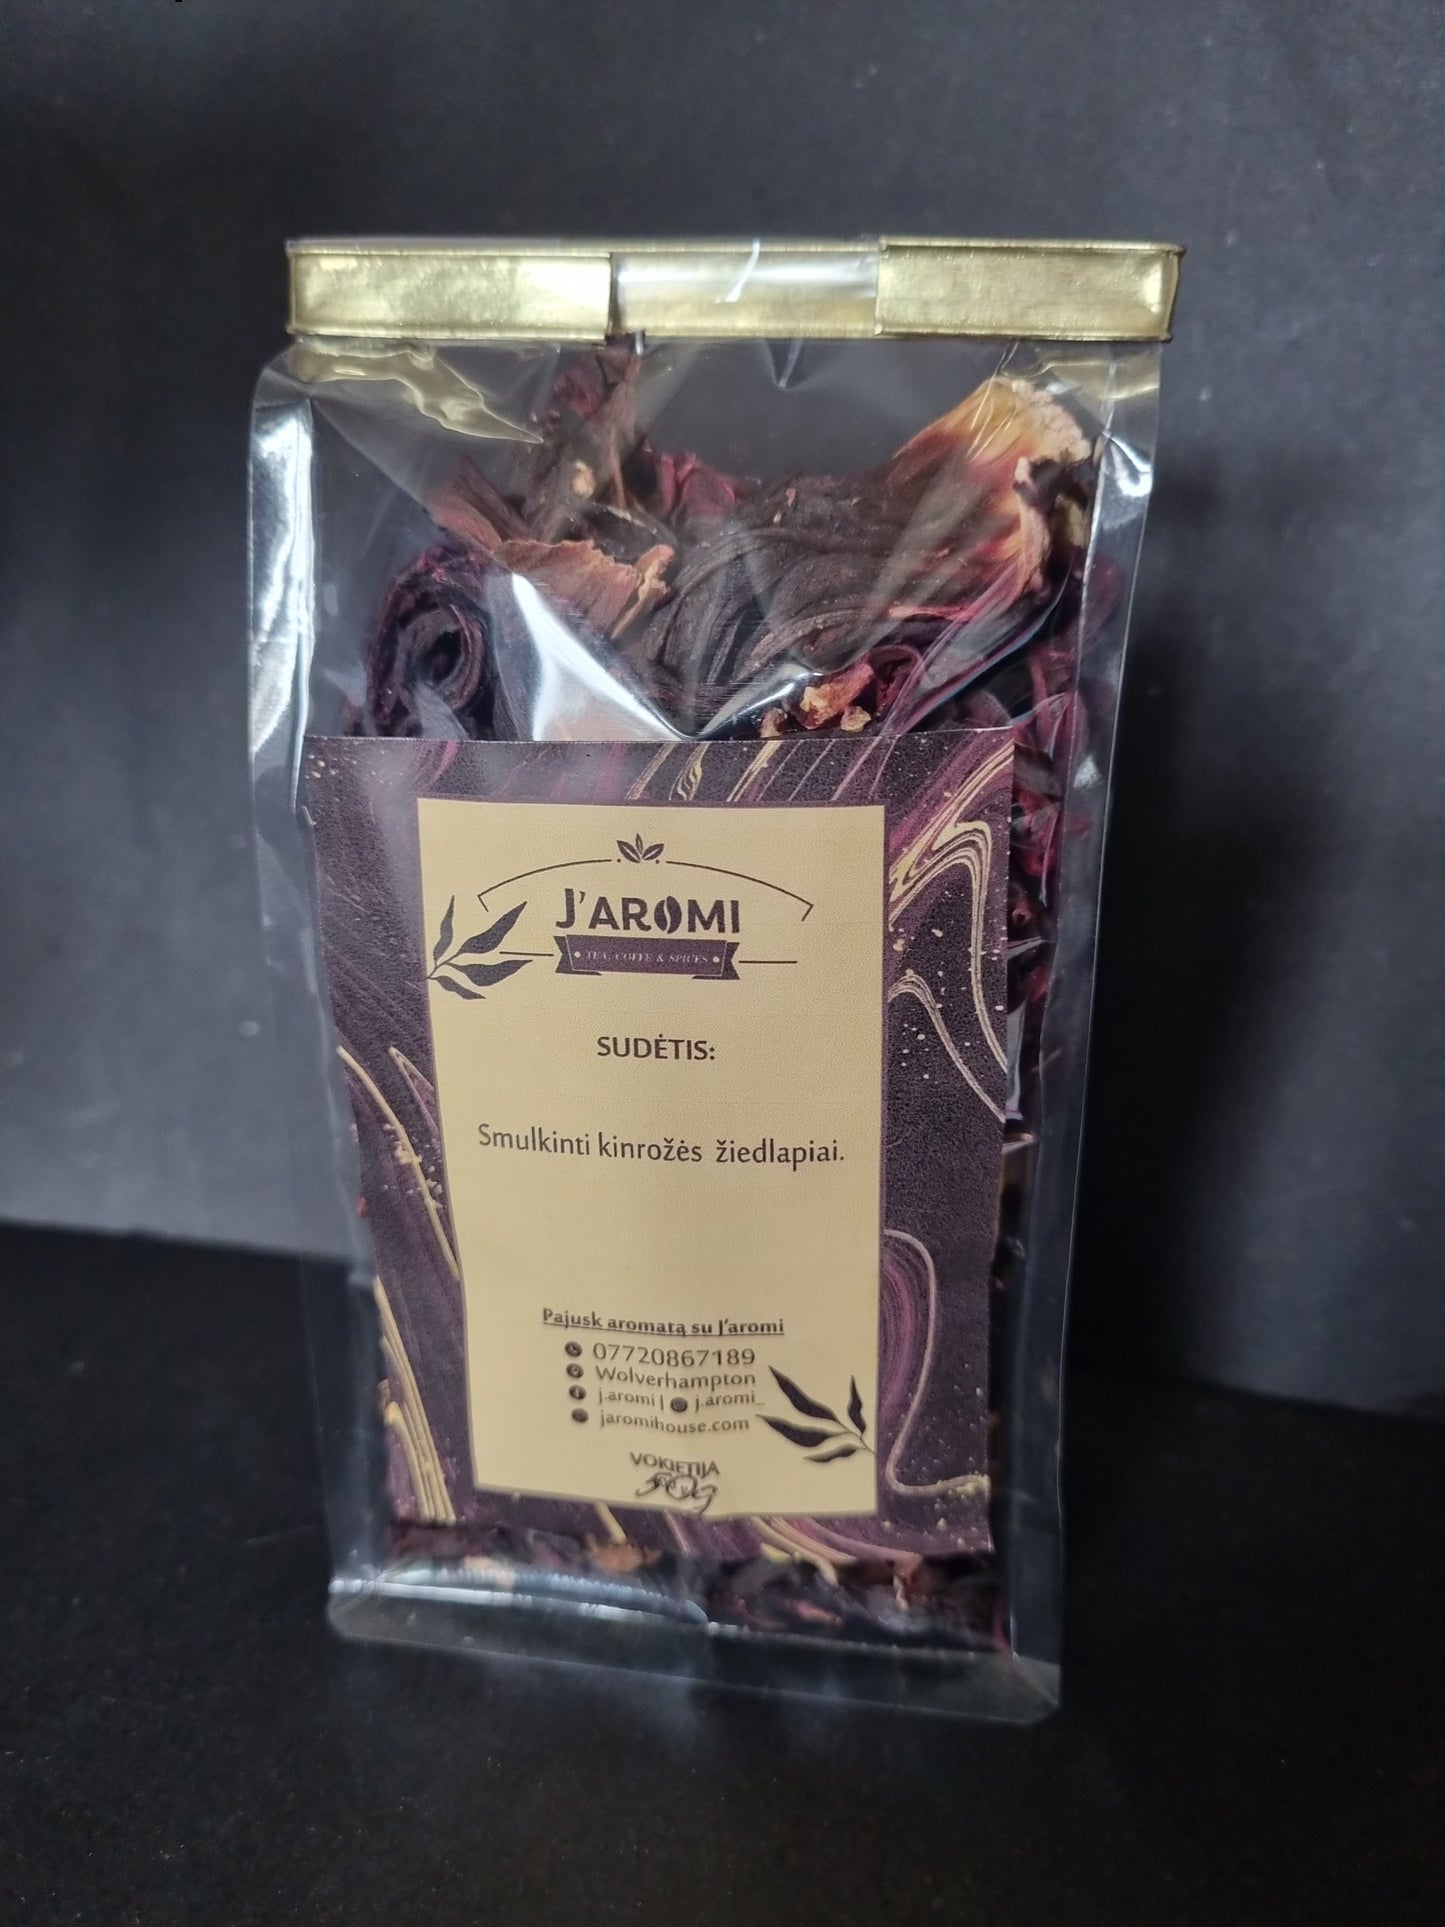 J'AROMI
TEA, COFFE & SPICES
SUDĖTIS:
Smulkinti kinrožės žiedlapiai.
Pajusk aromatą su J'aromi
07720867189
Wolverhampton
j.aromi | j.aromi_
jaromihouse.com
VOKIETIJA
50g